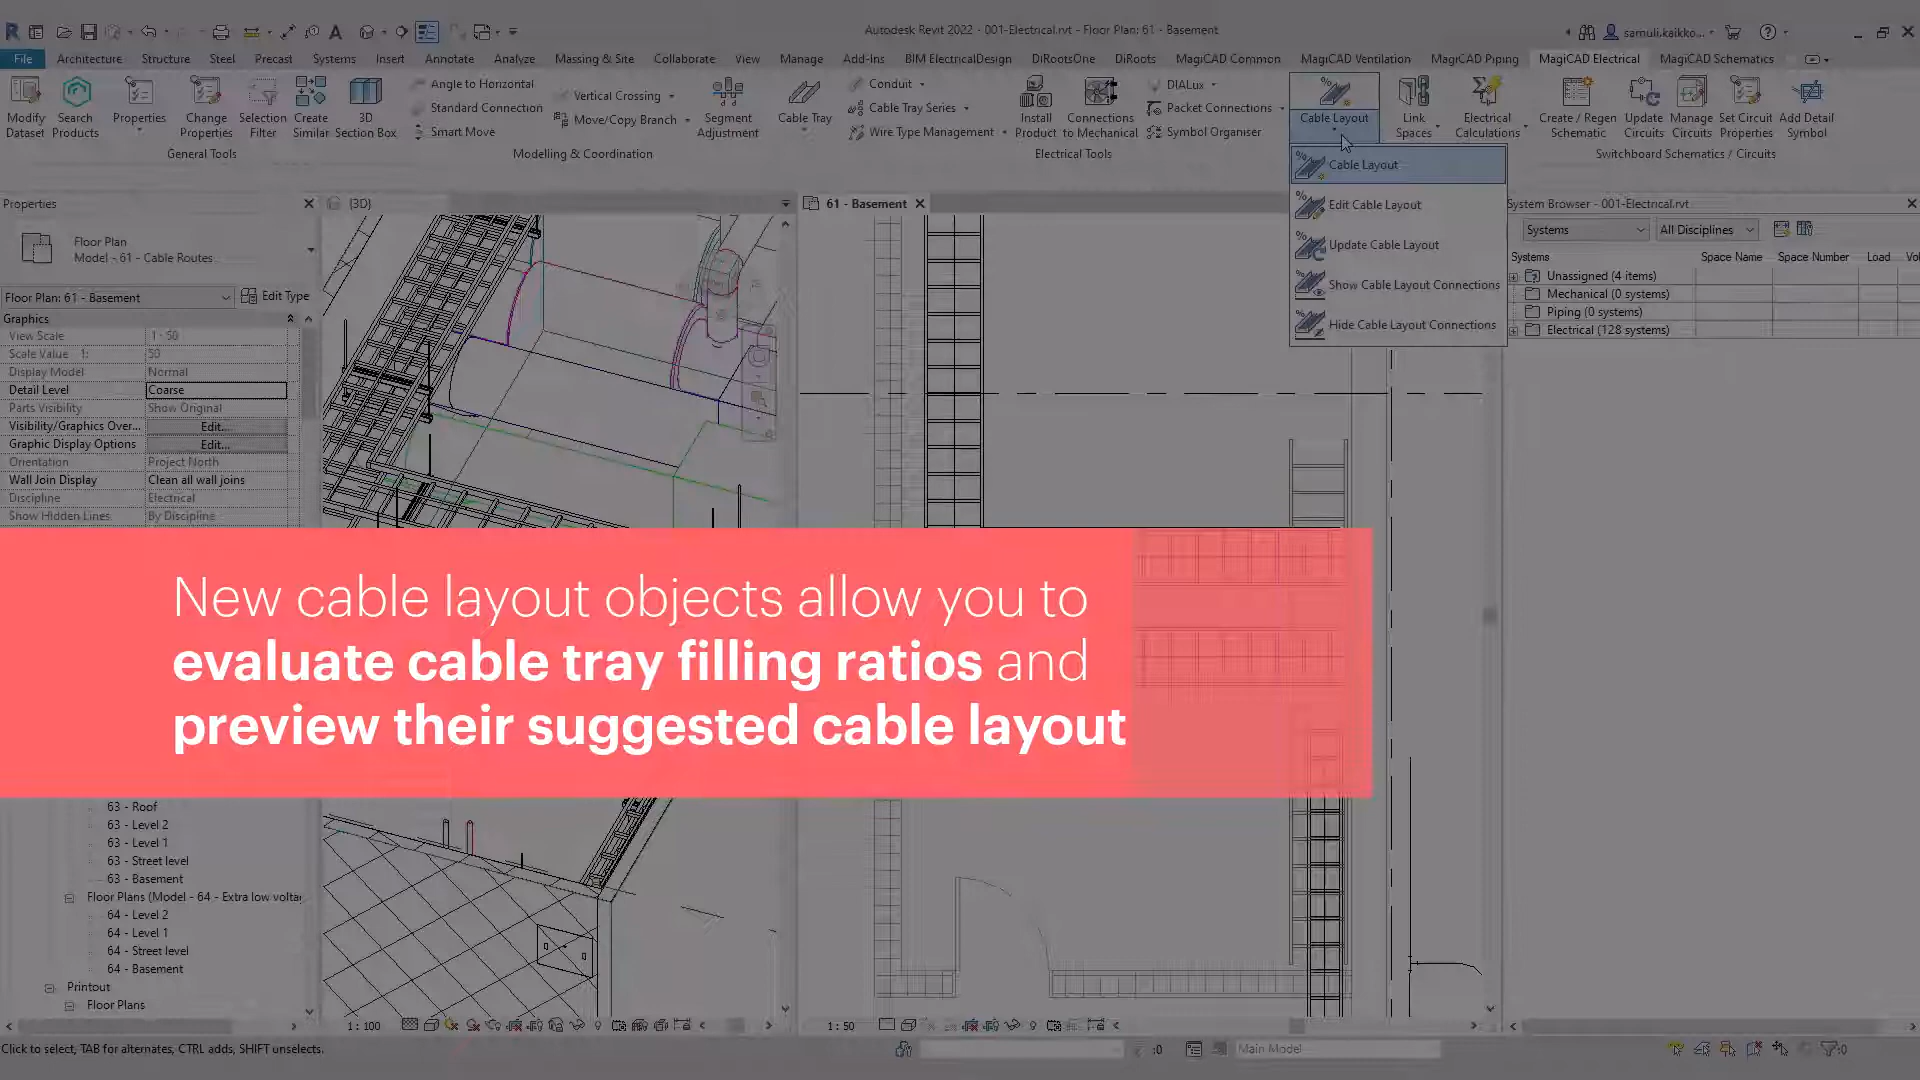 Autodesk Revit 2022 - 001-Electrical.rvt - Floor Plan: 61 - Basement
samuli.kaikko...
File Architecture Structure Steel Precast Systems Insert Annotate Analyze Massing & Site Collaborate View Manage Add-Ins BIM ElectricalDesign DiRootsOne DiRoots MagiCAD Common MagiCAD Ventilation MagiCAD Piping MagiCAD Electrical MagiCAD Schematics
Modify Dataset
Search Products
Properties
Change Properties
Selection Filter
Create Similar
3D Section Box
General Tools
Angle to Horizontal
Standard Connection
Smart Move
Vertical Crossing
Move/Copy Branch
Segment Adjustment
Modelling & Coordination
Cable Tray
Conduit
Cable Tray Series
Wire Type Management
Install Product
Connections to Mechanical
DIALux
Packet Connections
Symbol Organiser
Electrical Tools
Cable Layout
Link Spaces
Electrical Calculations
Create / Regen Schematic
Update Circuits
Manage Circuits
Set Circuit Properties
Add Detail Symbol
Switchboard Schematics / Circuits
Cable Layout
Edit Cable Layout
Update Cable Layout
Show Cable Layout Connections
Hide Cable Layout Connections
Properties
Floor Plan
Model - 61 - Cable Routes
Floor Plan: 61 - Basement
Edit Type
Graphics
View Scale 1 : 50
Scale Value 1: 50
Display Model Normal
Detail Level Coarse
Parts Visibility Show Original
Visibility/Graphics Over... Edit...
Graphic Display Options Edit...
Orientation Project North
Wall Join Display Clean all wall joins
Discipline Electrical
Show Hidden Lines By Discipline
{3D}
61 - Basement
System Browser - 001-Electrical.rvt
Systems
All Disciplines
Systems Space Name Space Number Load Vol
Unassigned (4 items)
Mechanical (0 systems)
Piping (0 systems)
Electrical (128 systems)
New cable layout objects allow you to
evaluate cable tray filling ratios and
preview their suggested cable layout
63 - Roof
63 - Level 2
63 - Level 1
63 - Street level
63 - Basement
Floor Plans (Model - 64 - Extra low voltag
64 - Level 2
64 - Level 1
64 - Street level
64 - Basement
Printout
Floor Plans
1 : 100
1 : 50
Click to select, TAB for alternates, CTRL adds, SHIFT unselects.
:0
Main Model
:0